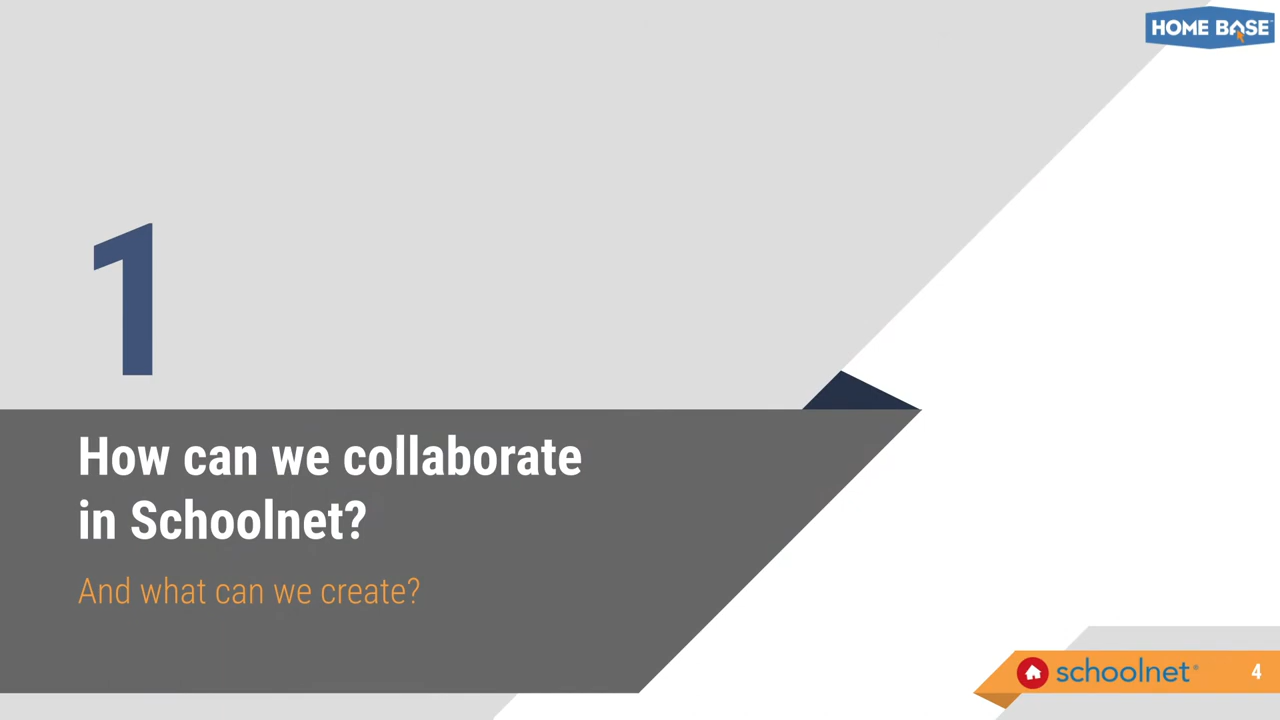 HOME BASE
1
How can we collaborate
in Schoolnet?
And what can we create?
schoolnet®
4